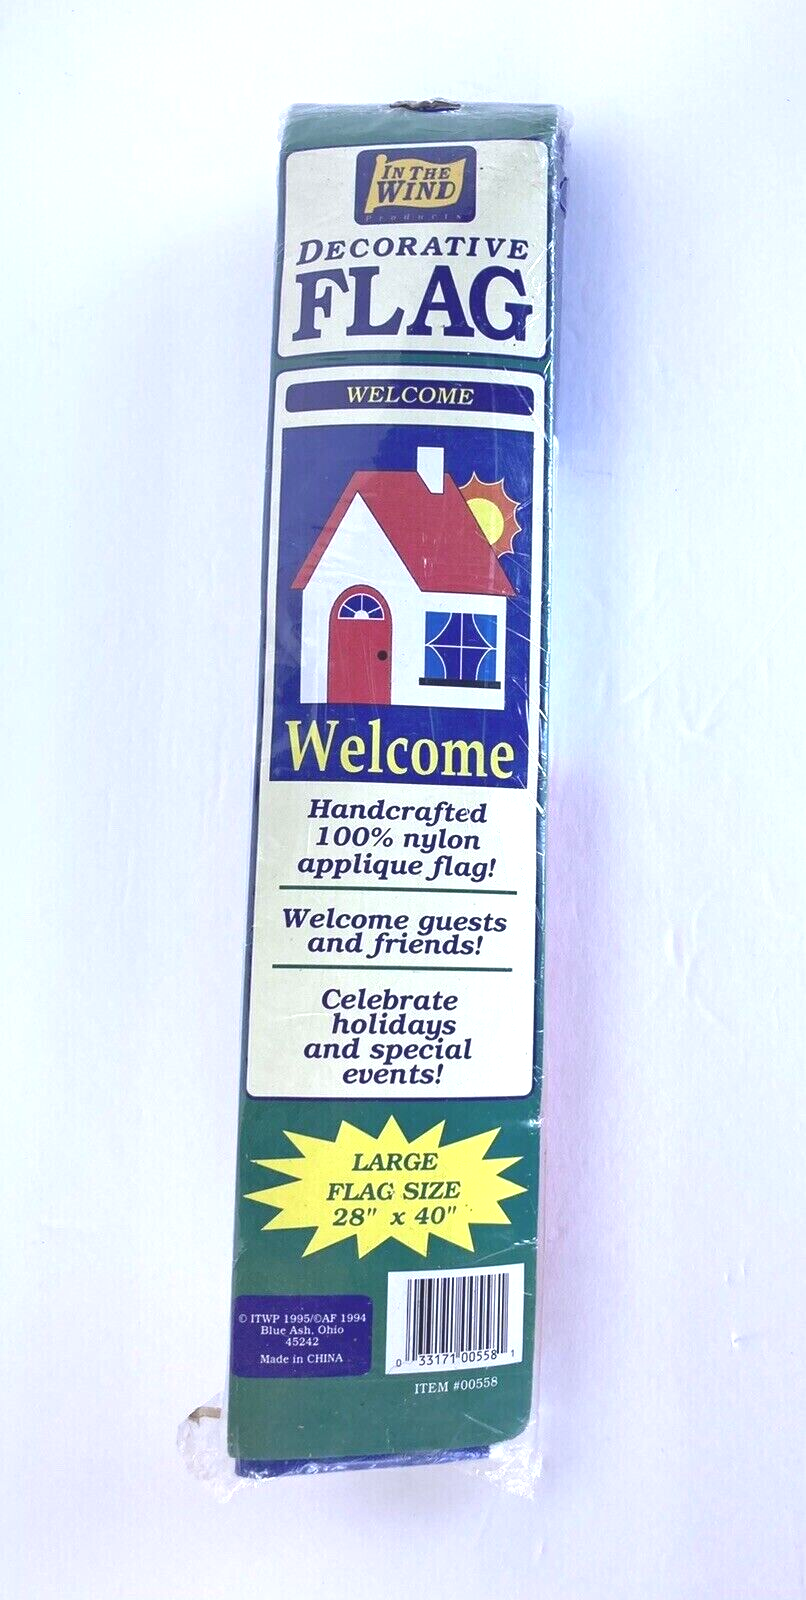 IN THE
WIND
Products
DECORATIVE
FLAG
WELCOME
Welcome
Handcrafted
100% nylon
applique flag!
Welcome guests
and friends!
Celebrate
holidays
and special
events!
LARGE
FLAG SIZE
28" x 40"
© ITWP 1995/©AF 1994
Blue Ash, Ohio
45242
Made in CHINA
0 33171 00558 1
ITEM #00558